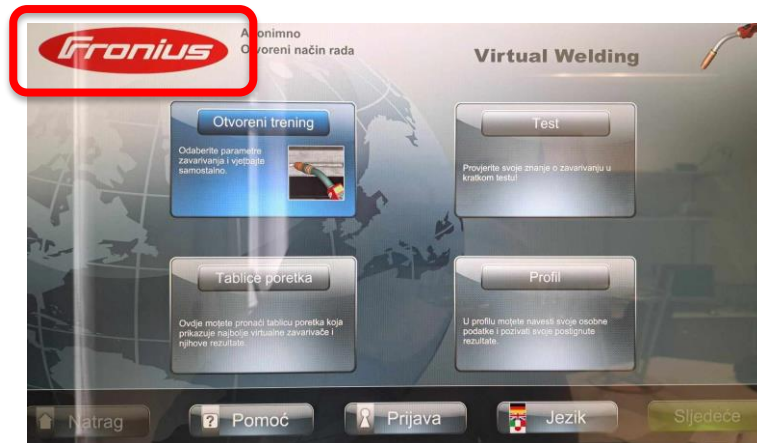 Fronius
Anonimno
Otvoreni način rada
Virtual Welding
Otvoreni trening
Odaberite parametre
zavarivanja i vježbajte
samostalno.
Test
Provjerite svoje znanje o zavarivanju u
kratkom testu!
Tablice poretka
Ovdje možete pronaći tablicu poretka koja
prikazuje najbolje virtualne zavarivače i
njihove rezultate.
Profil
U profilu možete navesti svoje osobne
podatke i pozivati svoje postignute
rezultate.
Natrag
? Pomoć
Prijava
Jezik
Sljedeće